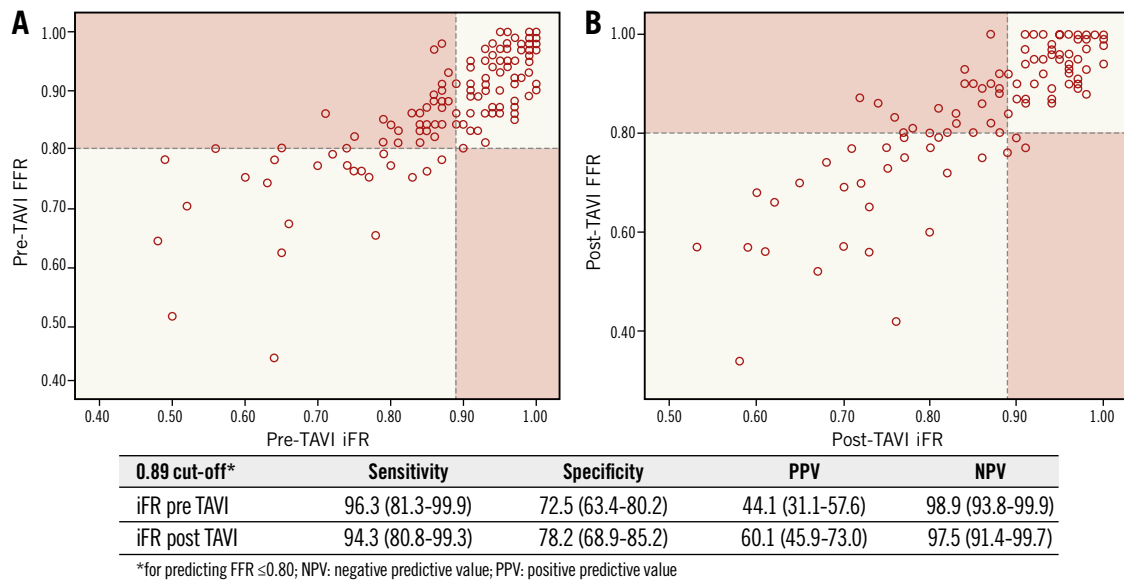 A
B
1.00
0.90
0.80
0.70
0.60
0.50
0.40
Pre-TAVI FFR
0.40 0.50 0.60 0.70 0.80 0.90 1.00
Pre-TAVI iFR
1.00
0.80
0.60
0.40
Post-TAVI FFR
0.50 0.60 0.70 0.80 0.90 1.00
Post-TAVI iFR
0.89 cut-off* Sensitivity Specificity PPV NPV
iFR pre TAVI 96.3 (81.3–99.9) 72.5 (63.4–80.2) 44.1 (31.1–57.6) 98.9 (93.8–99.9)
iFR post TAVI 94.3 (80.8–99.3) 78.2 (68.9–85.2) 60.1 (45.9–73.0) 97.5 (91.4–99.7)
*for predicting FFR ≤0.80; NPV: negative predictive value; PPV: positive predictive value